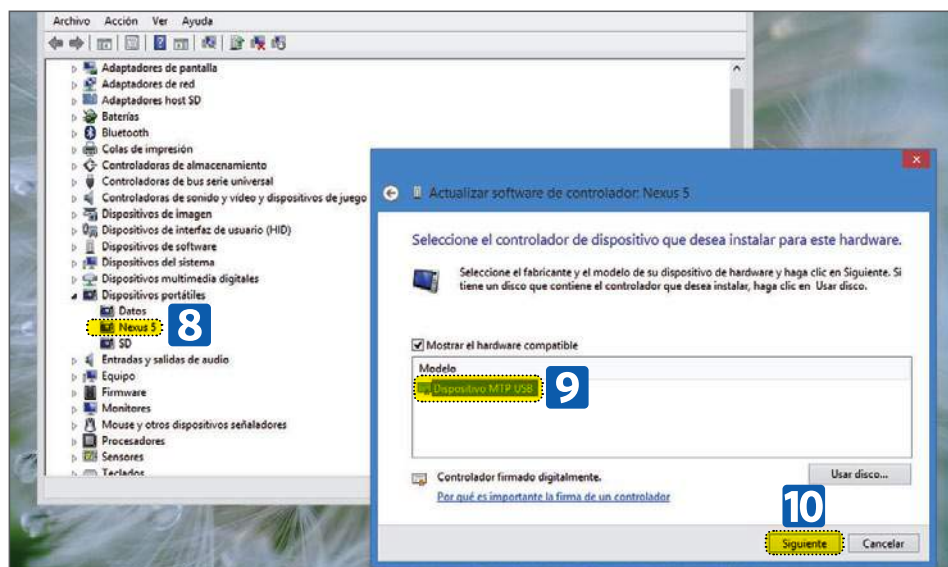 Archivo Acción Ver Ayuda
Adaptadores de pantalla
Adaptadores de red
Adaptadores host SD
Baterías
Bluetooth
Colas de impresión
Controladoras de almacenamiento
Controladoras de bus serie universal
Controladoras de sonido y vídeo y dispositivos de juego
Dispositivos de imagen
Dispositivos de interfaz de usuario (HID)
Dispositivos de software
Dispositivos del sistema
Dispositivos multimedia digitales
Dispositivos portátiles
Datos
Nexus 5
8
SD
Entradas y salidas de audio
Equipo
Firmware
Monitores
Mouse y otros dispositivos señaladores
Procesadores
Sensores
Teclados
Actualizar software de controlador: Nexus 5
Seleccione el controlador de dispositivo que desea instalar para este hardware.
Seleccione el fabricante y el modelo de su dispositivo de hardware y haga clic en Siguiente. Si
tiene un disco que contiene el controlador que desea instalar, haga clic en Usar disco.
Mostrar el hardware compatible
Modelo
Dispositivo MTP USB
9
Controlador firmado digitalmente.
Usar disco...
Por qué es importante la firma de un controlador
10
Siguiente Cancelar